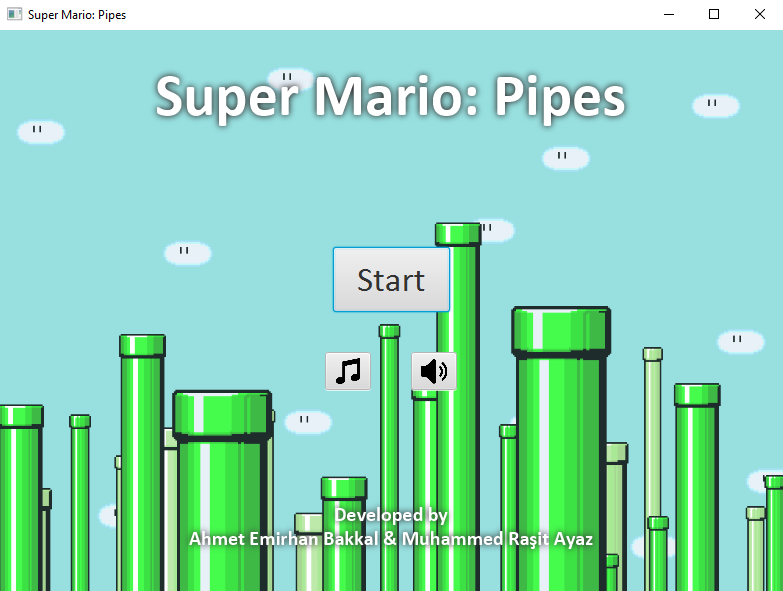 Super Mario: Pipes
Super Mario: Pipes
Start
Developed by
Ahmet Emirhan Bakkal & Muhammed Raşit Ayaz